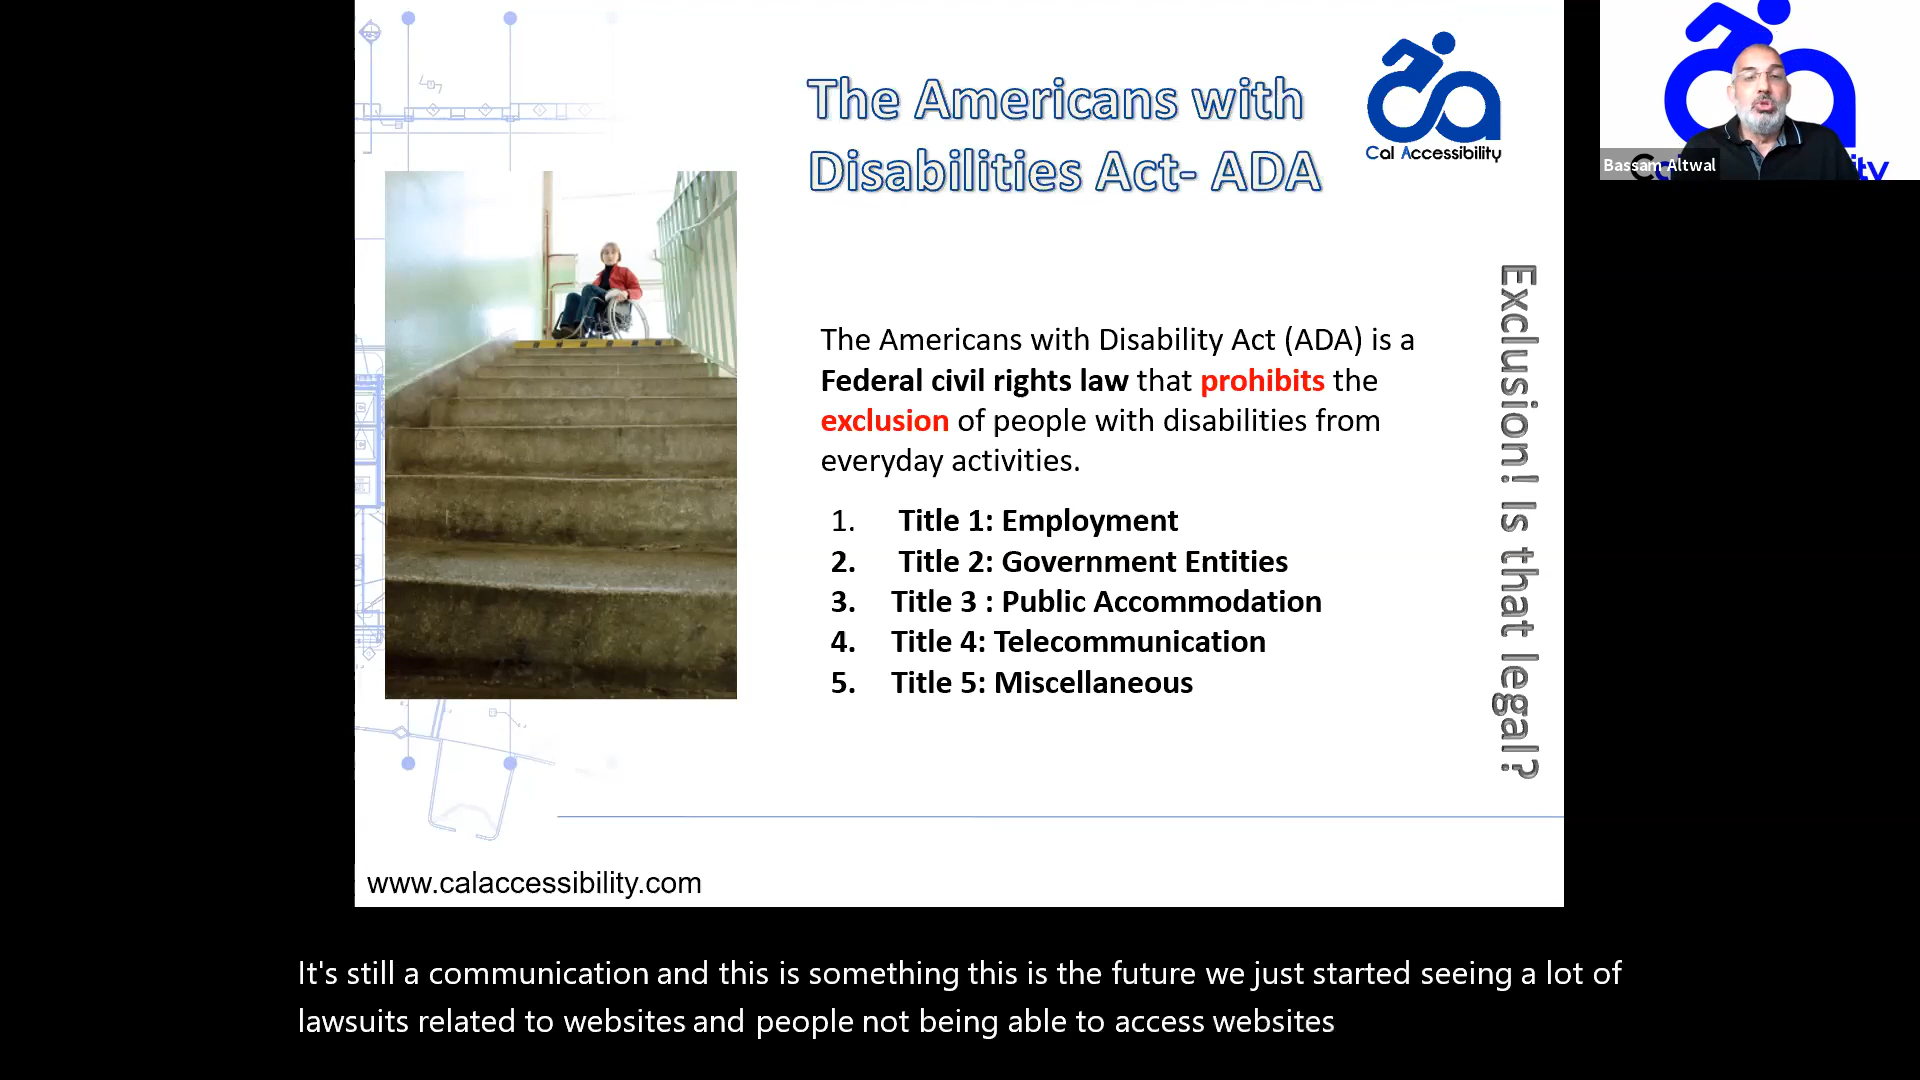 The Americans with
Disabilities Act- ADA
Cal Accessibility
Bassam Altwal
The Americans with Disability Act (ADA) is a
Federal civil rights law that prohibits the
exclusion of people with disabilities from
everyday activities.
1. Title 1: Employment
2. Title 2: Government Entities
3. Title 3 : Public Accommodation
4. Title 4: Telecommunication
5. Title 5: Miscellaneous
Exclusion! Is that legal?
www.calaccessibility.com
It's still a communication and this is something this is the future we just started seeing a lot of
lawsuits related to websites and people not being able to access websites